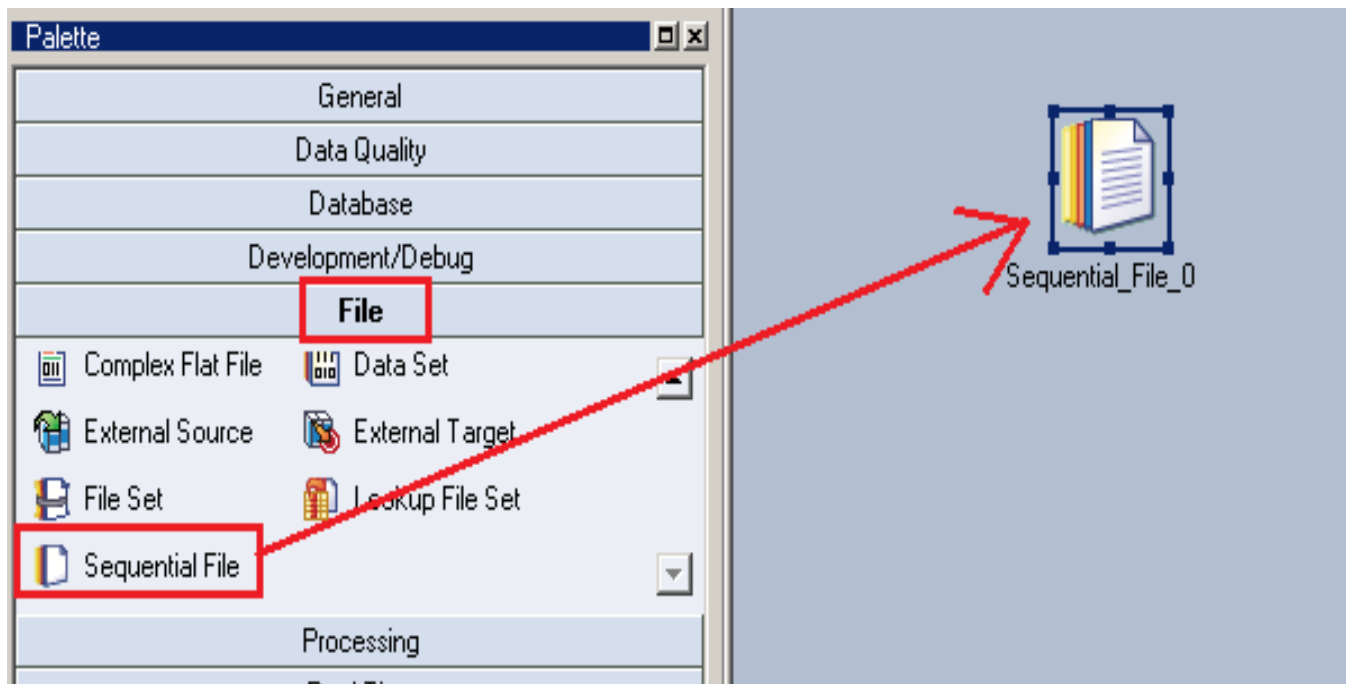 Palette
General
Data Quality
Database
Development/Debug
File
Complex Flat File
Data Set
External Source
External Target
File Set
Lookup File Set
Sequential File
Processing
Sequential_File_0